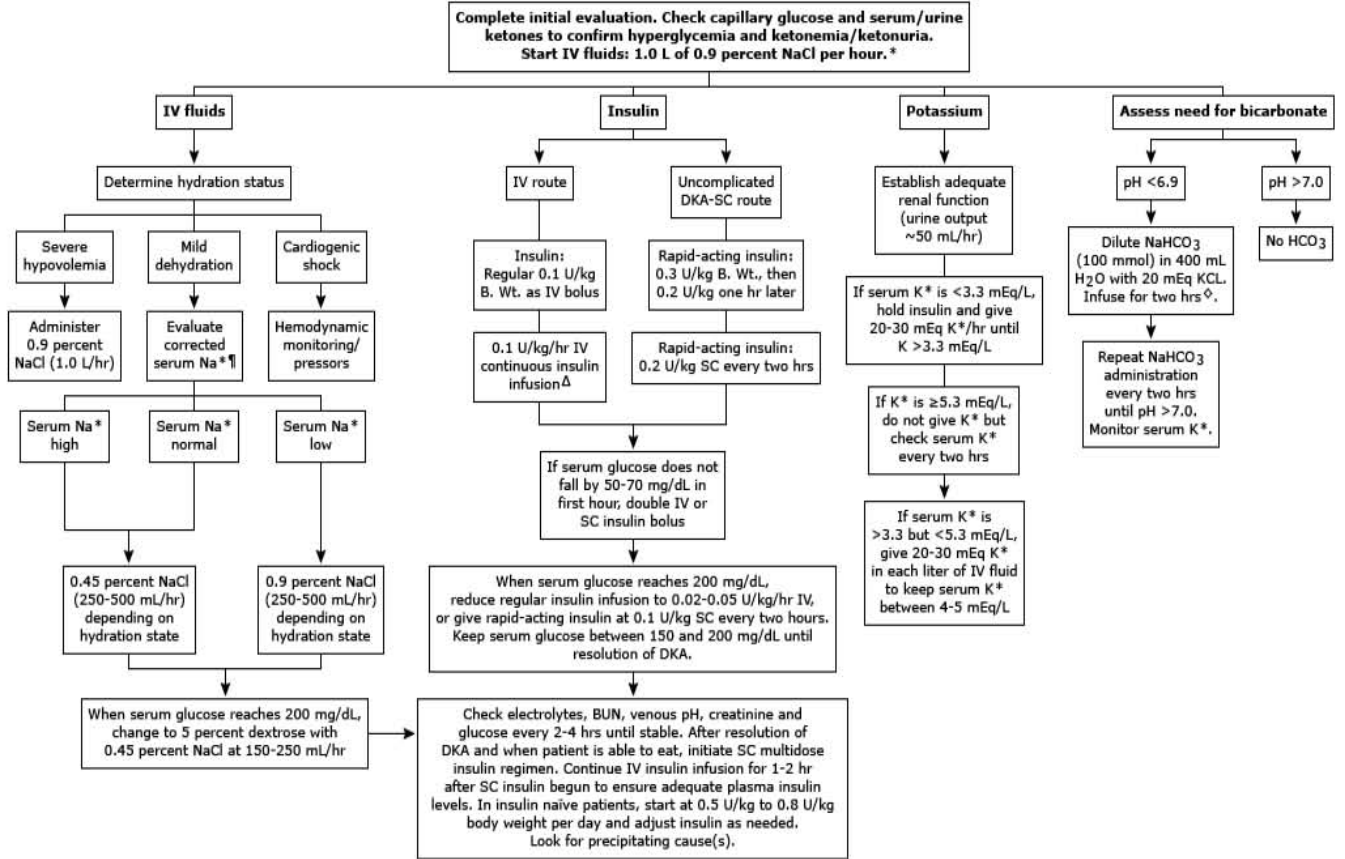 Complete initial evaluation. Check capillary glucose and serum/urine
ketones to confirm hyperglycemia and ketonemia/ketonuria.
Start IV fluids: 1.0 L of 0.9 percent NaCl per hour.*
IV fluids
Determine hydration status
Severe
hypovolemia
Mild
dehydration
Cardiogenic
shock
Administer
0.9 percent
NaCl (1.0 L/hr)
Evaluate
corrected
serum Na*¶
Hemodynamic
monitoring/
pressors
Serum Na*
high
Serum Na*
normal
Serum Na*
low
0.45 percent NaCl
(250-500 mL/hr)
depending on
hydration state
0.9 percent NaCl
(250-500 mL/hr)
depending on
hydration state
When serum glucose reaches 200 mg/dL,
change to 5 percent dextrose with
0.45 percent NaCl at 150-250 mL/hr
Insulin
IV route
Uncomplicated
DKA-SC route
Insulin:
Regular 0.1 U/kg
B. Wt. as IV bolus
Rapid-acting insulin:
0.3 U/kg B. Wt., then
0.2 U/kg one hr later
0.1 U/kg/hr IV
continuous insulin
infusionΔ
Rapid-acting insulin:
0.2 U/kg SC every two hrs
If serum glucose does not
fall by 50-70 mg/dL in
first hour, double IV or
SC insulin bolus
When serum glucose reaches 200 mg/dL,
reduce regular insulin infusion to 0.02-0.05 U/kg/hr IV,
or give rapid-acting insulin at 0.1 U/kg SC every two hours.
Keep serum glucose between 150 and 200 mg/dL until
resolution of DKA.
Check electrolytes, BUN, venous pH, creatinine and
glucose every 2-4 hrs until stable. After resolution of
DKA and when patient is able to eat, initiate SC multidose
insulin regimen. Continue IV insulin infusion for 1-2 hr
after SC insulin begun to ensure adequate plasma insulin
levels. In insulin naïve patients, start at 0.5 U/kg to 0.8 U/kg
body weight per day and adjust insulin as needed.
Look for precipitating cause(s).
Potassium
Establish adequate
renal function
(urine output
~50 mL/hr)
If serum K* is <3.3 mEq/L,
hold insulin and give
20-30 mEq K*/hr until
K >3.3 mEq/L
If K* is ≥5.3 mEq/L,
do not give K* but
check serum K*
every two hrs
If serum K* is
>3.3 but <5.3 mEq/L,
give 20-30 mEq K*
in each liter of IV fluid
to keep serum K*
between 4-5 mEq/L
Assess need for bicarbonate
pH <6.9
pH >7.0
Dilute NaHCO3
(100 mmol) in 400 mL
H2O with 20 mEq KCL.
Infuse for two hrs◇.
No HCO3
Repeat NaHCO3
administration
every two hrs
until pH >7.0.
Monitor serum K*.